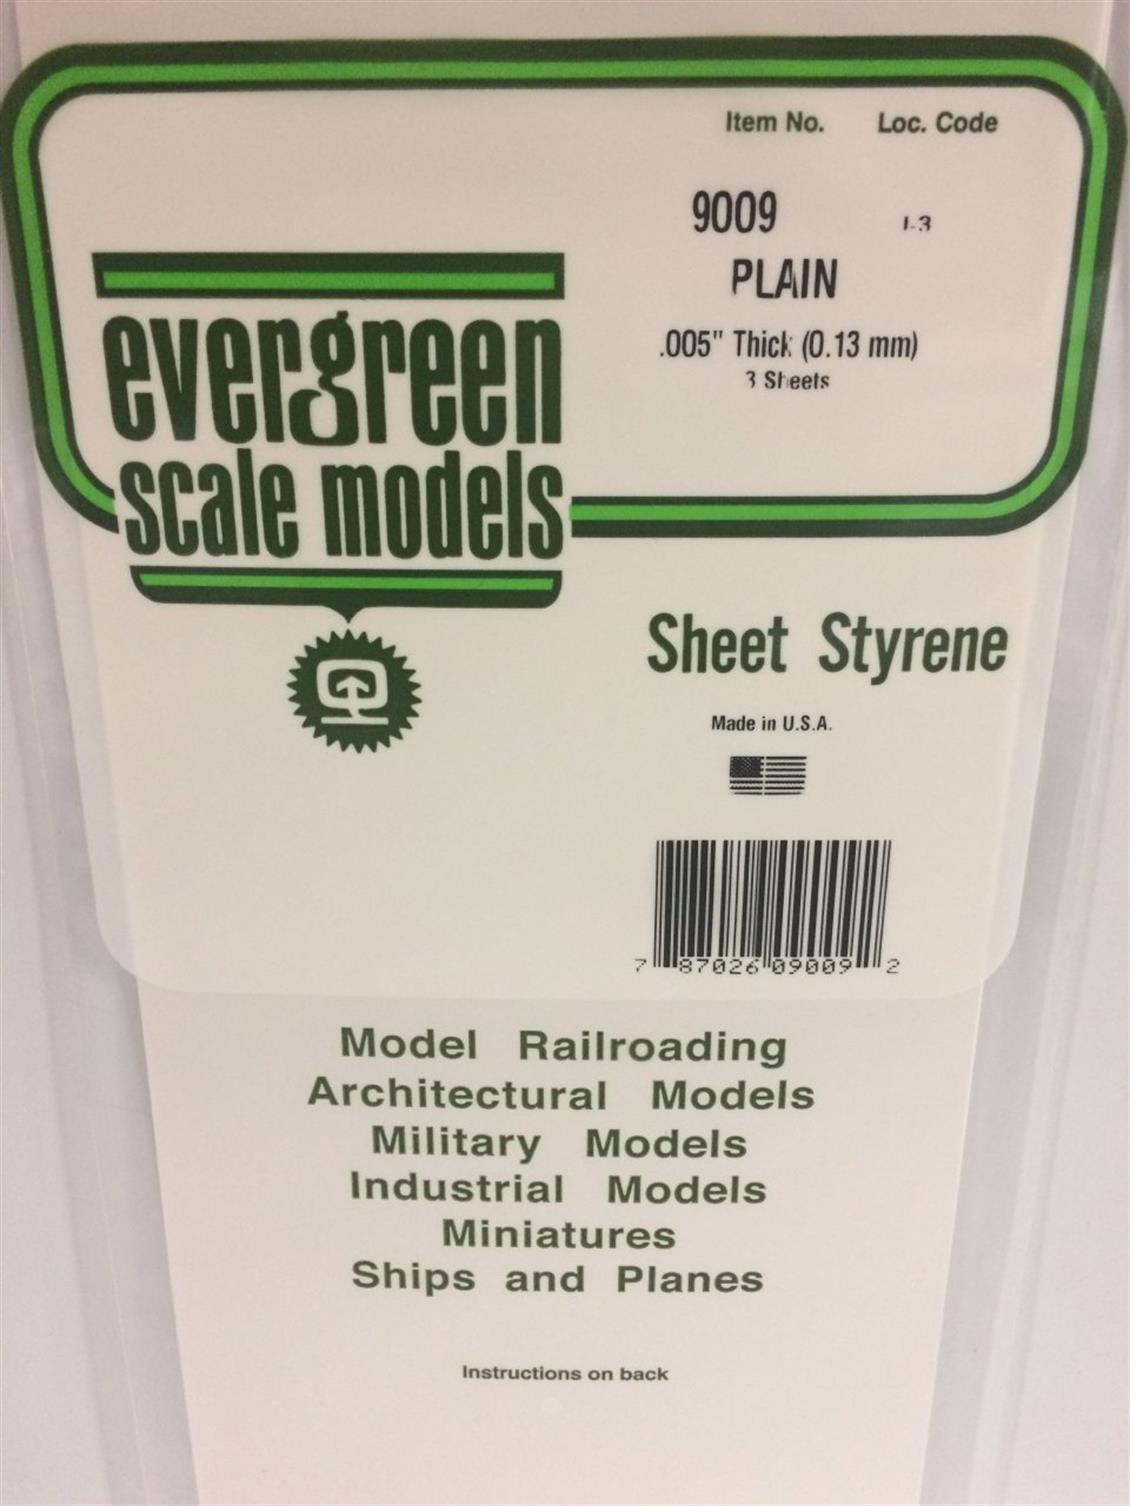 Item No. Loc. Code
9009 I-3
PLAIN
.005" Thick (0.13 mm)
3 Sheets
evergreen
scale models
Sheet Styrene
Made in U.S.A.
7 87026 09009 2
Model Railroading
Architectural Models
Military Models
Industrial Models
Miniatures
Ships and Planes
Instructions on back